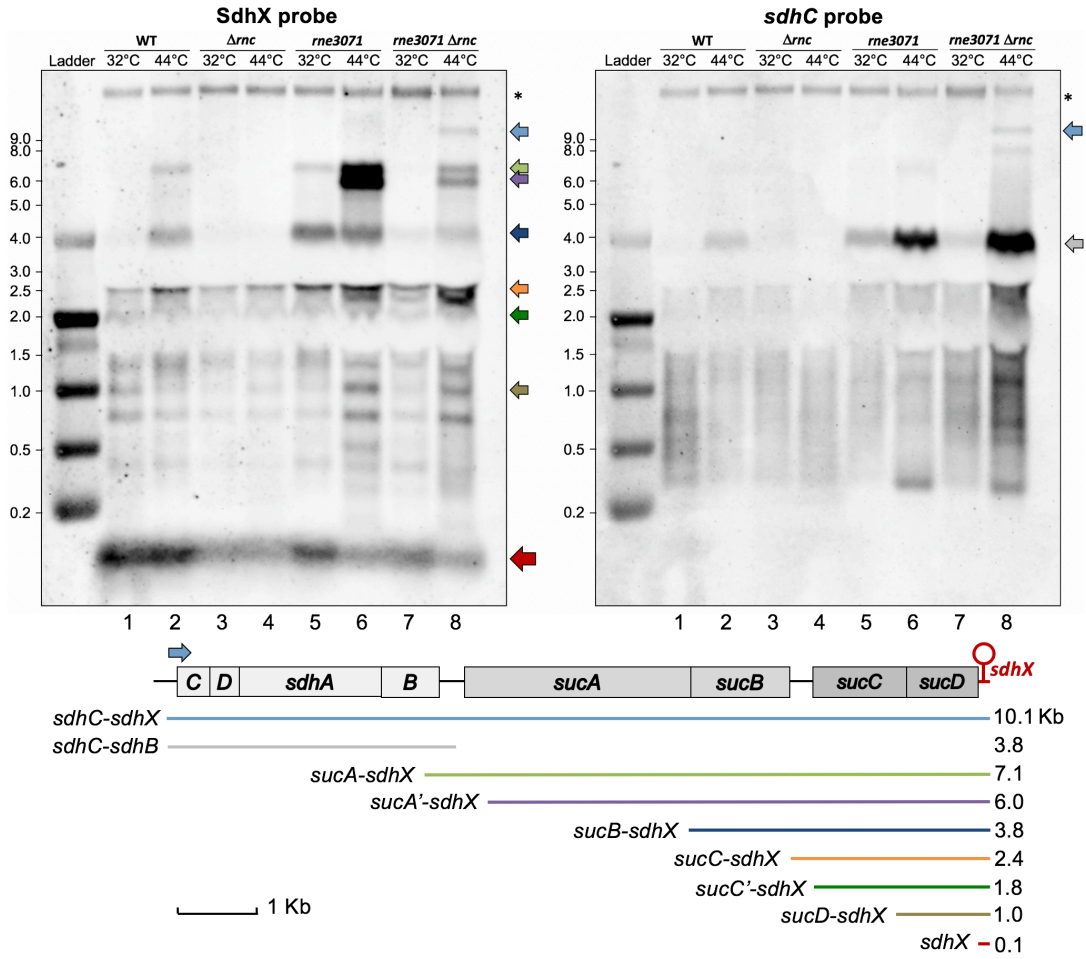 SdhX probe
sdhC probe
WT Δrnc rne3071 rne3071 Δrnc
Ladder 32°C 44°C 32°C 44°C 32°C 44°C 32°C 44°C
WT Δrnc rne3071 rne3071 Δrnc
Ladder 32°C 44°C 32°C 44°C 32°C 44°C 32°C 44°C
*
9.0
8.0
6.0
5.0
4.0
3.0
2.5
2.0
1.5
1.0
0.5
0.2
*
9.0
8.0
6.0
5.0
4.0
3.0
2.5
2.0
1.5
1.0
0.5
0.2
1 2 3 4 5 6 7 8
1 2 3 4 5 6 7 8
C D sdhA B sucA sucB sucC sucD sdhX
sdhC-sdhX 10.1 Kb
sdhC-sdhB 3.8
sucA-sdhX 7.1
sucA’-sdhX 6.0
sucB-sdhX 3.8
sucC-sdhX 2.4
sucC’-sdhX 1.8
1 Kb
sucD-sdhX 1.0
sdhX 0.1